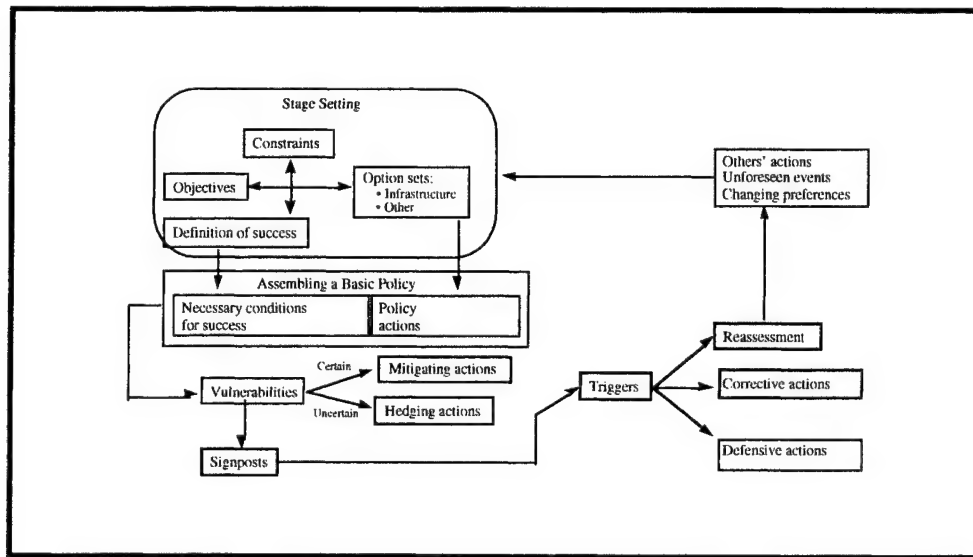 Stage Setting
Constraints
Objectives
Option sets:
• Infrastructure
• Other
Definition of success
Others' actions
Unforeseen events
Changing preferences
Assembling a Basic Policy
Necessary conditions
for success
Policy
actions
Reassessment
Certain
Mitigating actions
Vulnerabilities
Triggers
Corrective actions
Uncertain
Hedging actions
Signposts
Defensive actions